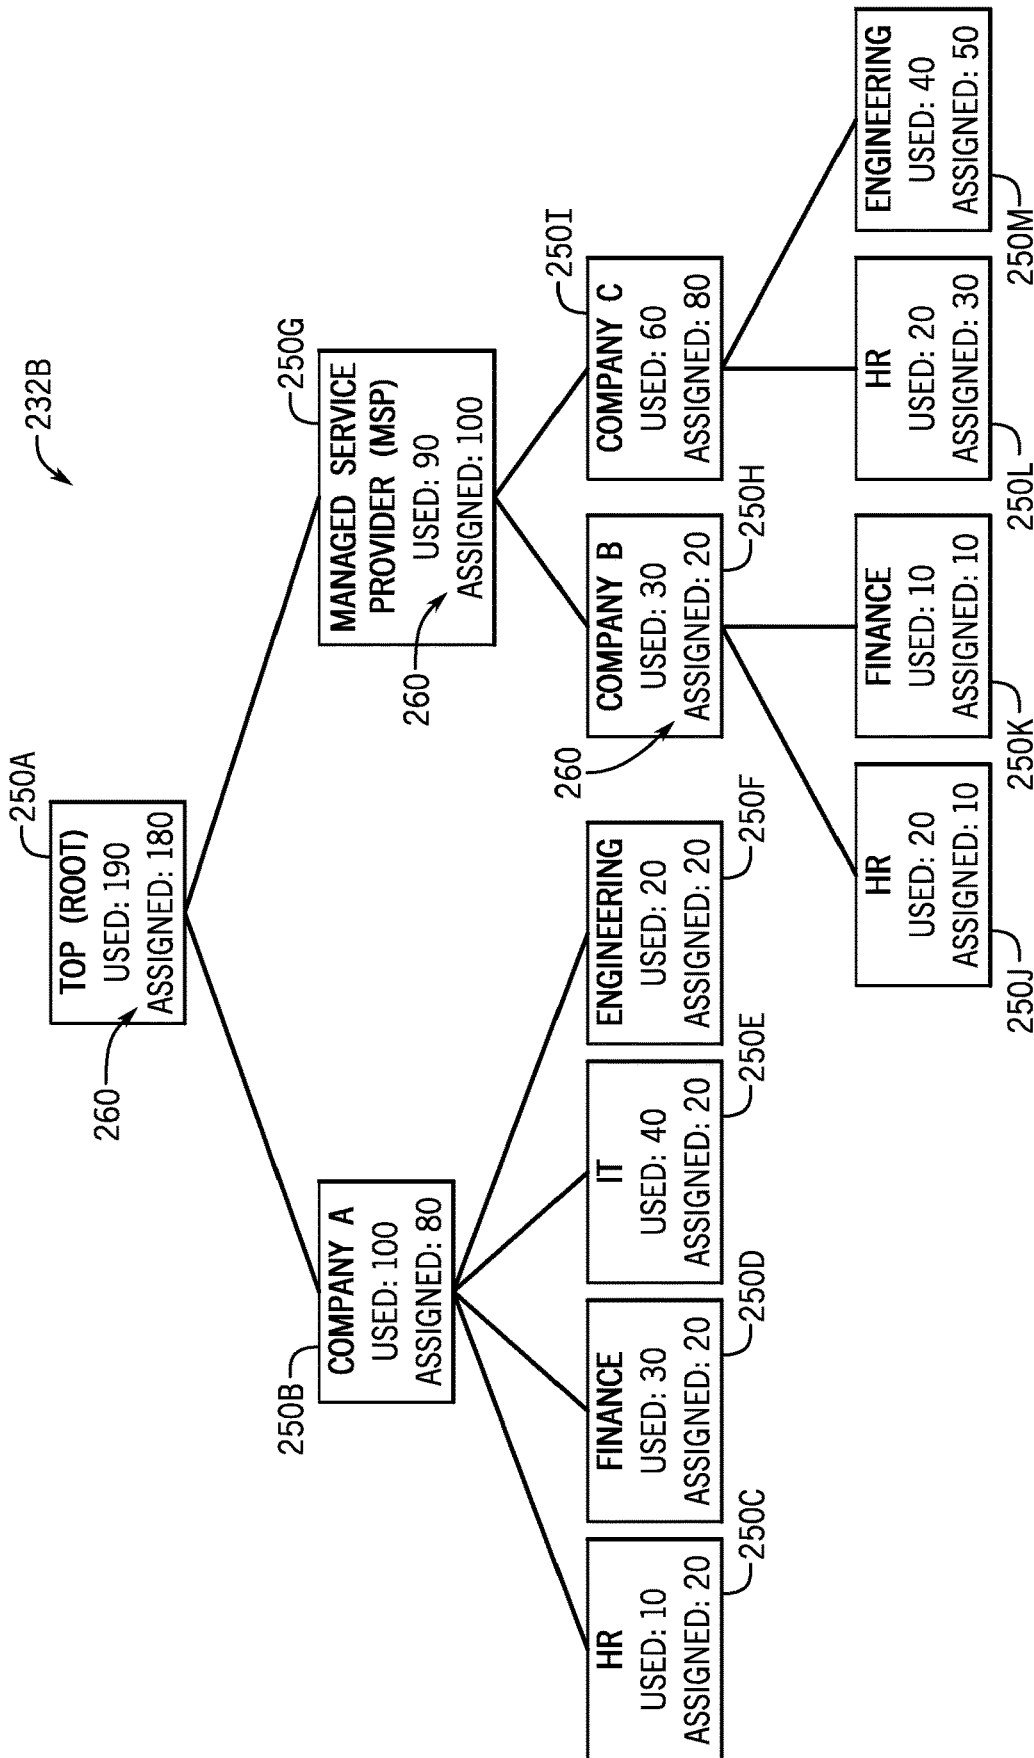 232B
250A
TOP (ROOT)
USED: 190
ASSIGNED: 180
260
250B
COMPANY A
USED: 100
ASSIGNED: 80
250G
MANAGED SERVICE
PROVIDER (MSP)
USED: 90
ASSIGNED: 100
260
HR
USED: 10
ASSIGNED: 20
250C
FINANCE
USED: 30
ASSIGNED: 20
250D
IT
USED: 40
ASSIGNED: 20
250E
ENGINEERING
USED: 20
ASSIGNED: 20
250F
COMPANY B
USED: 30
ASSIGNED: 20
260
250H
250I
COMPANY C
USED: 60
ASSIGNED: 80
HR
USED: 20
ASSIGNED: 10
250J
FINANCE
USED: 10
ASSIGNED: 10
250K
HR
USED: 20
ASSIGNED: 30
250L
ENGINEERING
USED: 40
ASSIGNED: 50
250M